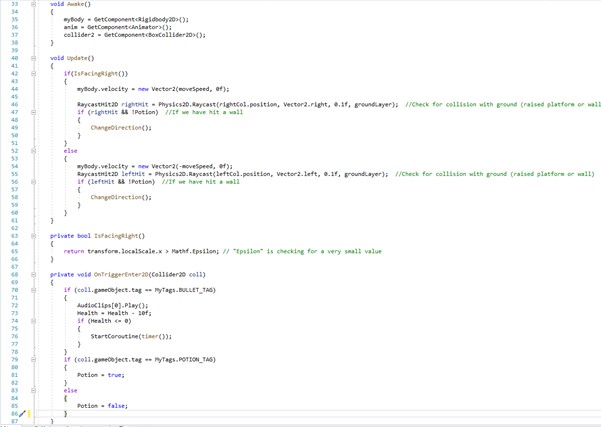 33 void Awake()
34 {
35 myBody = GetComponent<Rigidbody2D>();
36 anim = GetComponent<Animator>();
37 collider2 = GetComponent<BoxCollider2D>();
38 }
39
40 void Update()
41 {
42 if(IsFacingRight())
43 {
44 myBody.velocity = new Vector2(moveSpeed, 0f);
45
46 RaycastHit2D rightHit = Physics2D.Raycast(rightCol.position, Vector2.right, 0.1f, groundLayer); //Check for collision with ground (raised platform or wall
47 if (rightHit && !Potion) //If we have hit a wall
48 {
49 ChangeDirection();
50 }
51 }
52 else
53 {
54 myBody.velocity = new Vector2(-moveSpeed, 0f);
55 RaycastHit2D leftHit = Physics2D.Raycast(leftCol.position, Vector2.left, 0.1f, groundLayer); //Check for collision with ground (raised platform or wall)
56 if (leftHit && !Potion) //If we have hit a wall
57 {
58 ChangeDirection();
59 }
60 }
61 }
62
63 private bool IsFacingRight()
64 {
65 return transform.localScale.x > Mathf.Epsilon; // "Epsilon" is checking for a very small value
66 }
67
68 private void OnTriggerEnter2D(Collider2D coll)
69 {
70 if (coll.gameObject.tag == MyTags.BULLET_TAG)
71 {
72 AudioClips[0].Play();
73 Health = Health - 10f;
74 if (Health <= 0)
75 {
76 StartCoroutine(timer());
77 }
78 }
79 if (coll.gameObject.tag == MyTags.POTION_TAG)
80 {
81 Potion = true;
82 }
83 else
84 {
85 Potion = false;
86 }
87 }